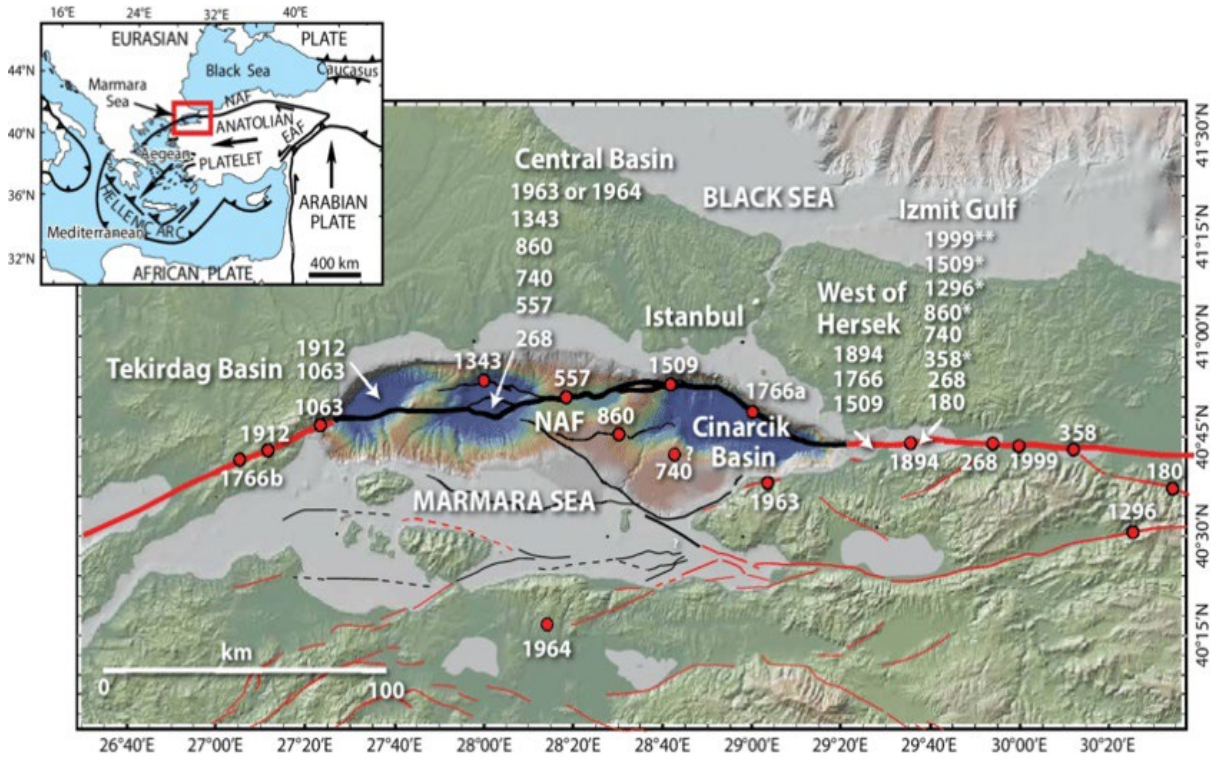 16°E 24°E 32°E 40°E
44°N
40°N
36°N
32°N
EURASIAN PLATE
Black Sea
Caucasus
Marmara
Sea
NAF
ANATOLIAN
EAF
Aegean
PLATELET
HELLENIC ARC
ARABIAN
PLATE
Mediterranean
AFRICAN PLATE
400 km
Central Basin
1963 or 1964
1343
860
740
557
268
BLACK SEA
Izmit Gulf
1999**
1509*
1296*
860*
740
358*
268
180
West of
Hersek
1894
1766
1509
Istanbul
Tekirdag Basin
1912
1063
1343
557
1509
1766a
1063
1912
1766b
NAF
860
740
?
Cinarcik
Basin
1963
1894
268
1999
358
180
1296
MARMARA SEA
1964
km
0 100
41°30'N
41°15'N
41°00'N
40°45'N
40°30'N
40°15'N
26°40'E 27°00'E 27°20'E 27°40'E 28°00'E 28°20'E 28°40'E 29°00'E 29°20'E 29°40'E 30°00'E 30°20'E